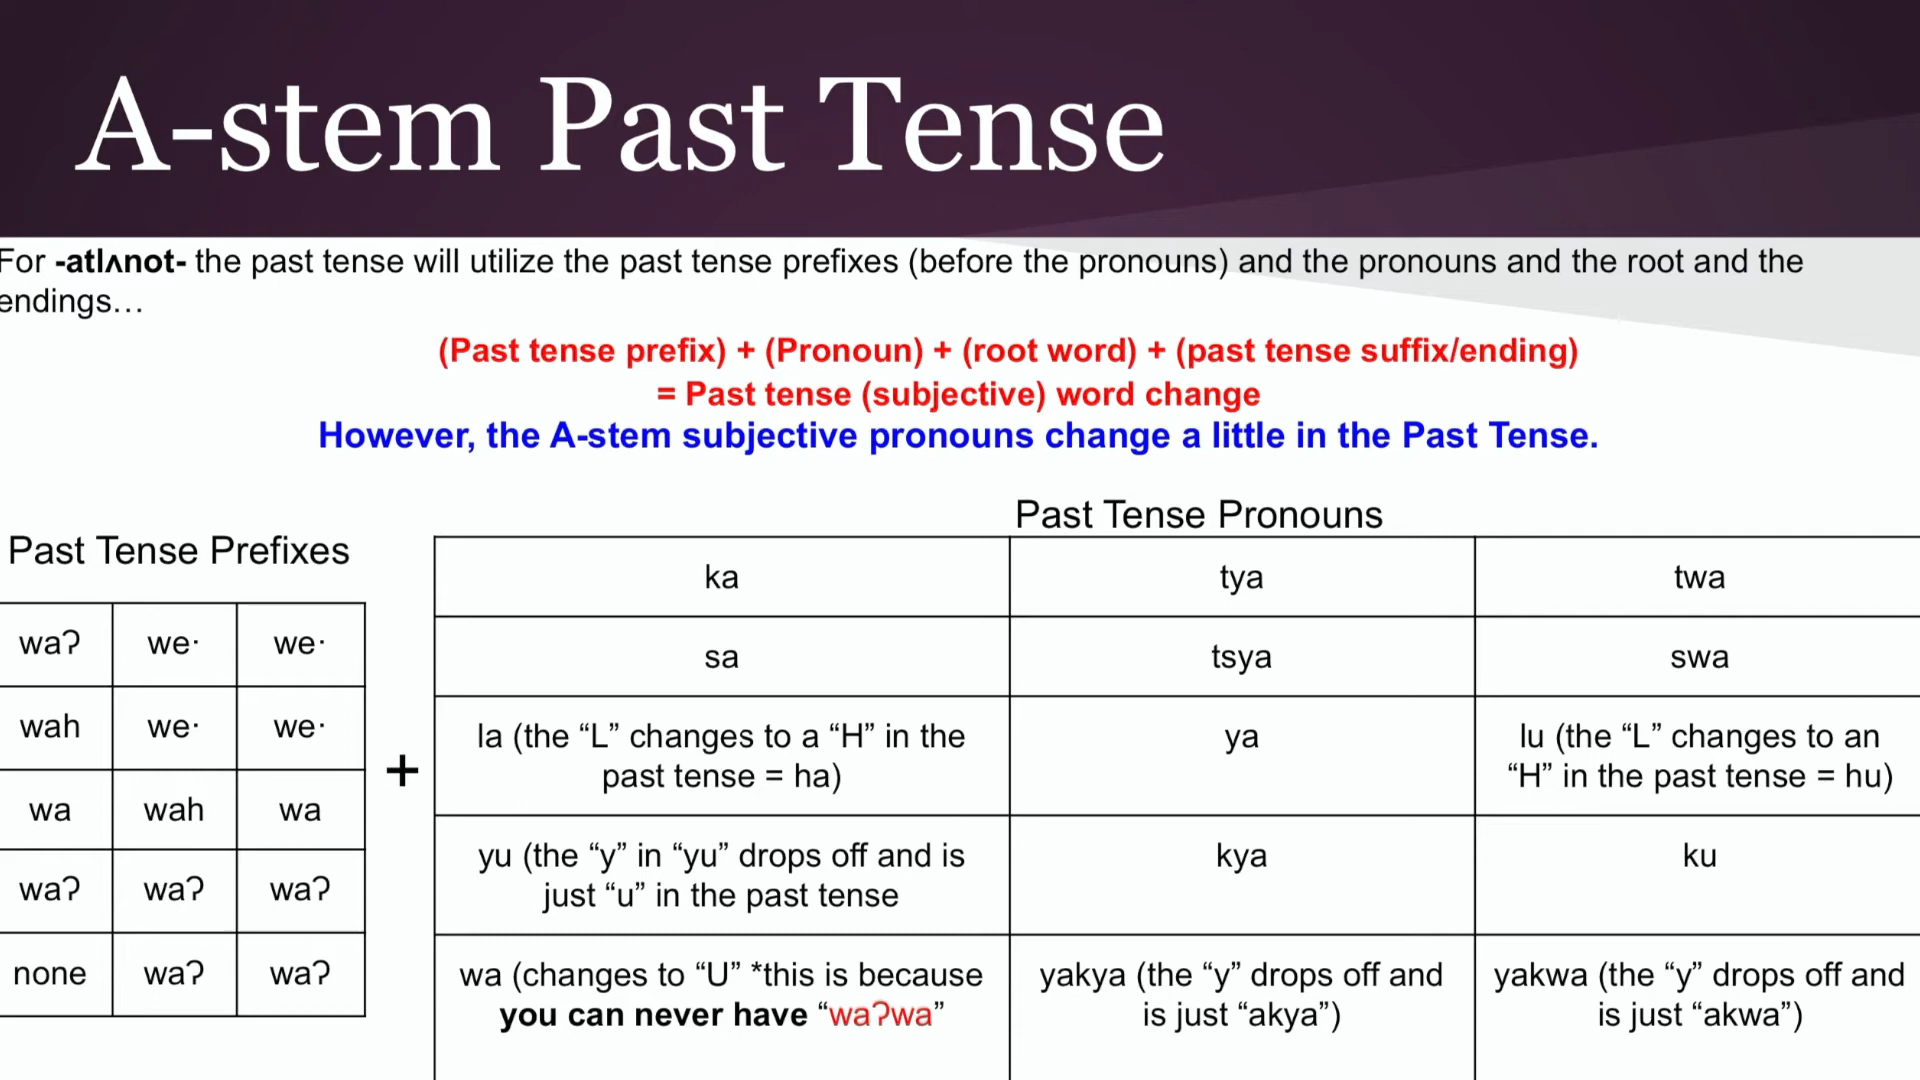 A-stem Past Tense
For -atlʌnot- the past tense will utilize the past tense prefixes (before the pronouns) and the pronouns and the root and the
endings…
(Past tense prefix) + (Pronoun) + (root word) + (past tense suffix/ending)
= Past tense (subjective) word change
However, the A-stem subjective pronouns change a little in the Past Tense.
Past Tense Prefixes
waɁ we· we·
wah we· we·
wa wah wa
waɁ waɁ waɁ
none waɁ waɁ
+
Past Tense Pronouns
ka tya twa
sa tsya swa
la (the “L” changes to a “H” in the
past tense = ha)
ya
lu (the “L” changes to an
“H” in the past tense = hu)
yu (the “y” in “yu” drops off and is
just “u” in the past tense
kya
ku
wa (changes to “U” *this is because
you can never have “waɁwa”
yakya (the “y” drops off and
is just “akya”)
yakwa (the “y” drops off and
is just “akwa”)